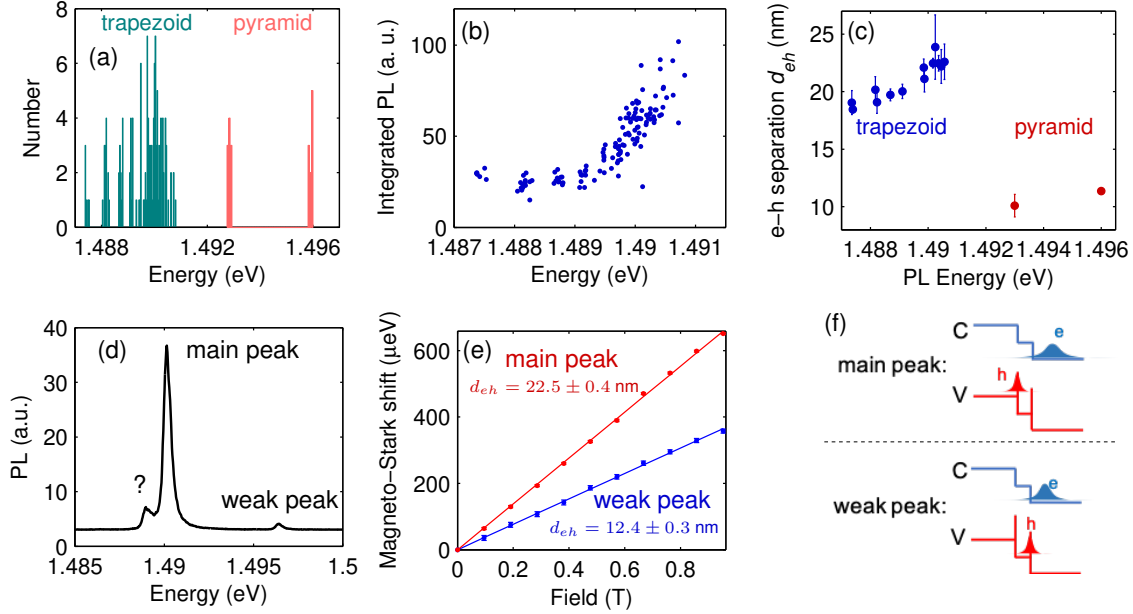 (a)
trapezoid
pyramid
Number
8
6
4
2
0
1.488
1.492
1.496
Energy (eV)
(b)
Integrated PL (a. u.)
100
50
0
1.487
1.488
1.489
1.49
1.491
Energy (eV)
(c)
e−h separation d_eh (nm)
25
20
15
10
trapezoid
pyramid
1.488
1.49
1.492
1.494
1.496
PL Energy (eV)
(d)
PL (a.u.)
40
30
20
10
0
main peak
?
weak peak
1.485
1.49
1.495
1.5
Energy (eV)
(e)
Magneto−Stark shift (µeV)
600
400
200
0
main peak
d_eh = 22.5 ± 0.4 nm
weak peak
d_eh = 12.4 ± 0.3 nm
0
0.2
0.4
0.6
0.8
Field (T)
(f)
C
e
main peak:
h
V
C
e
weak peak:
h
V